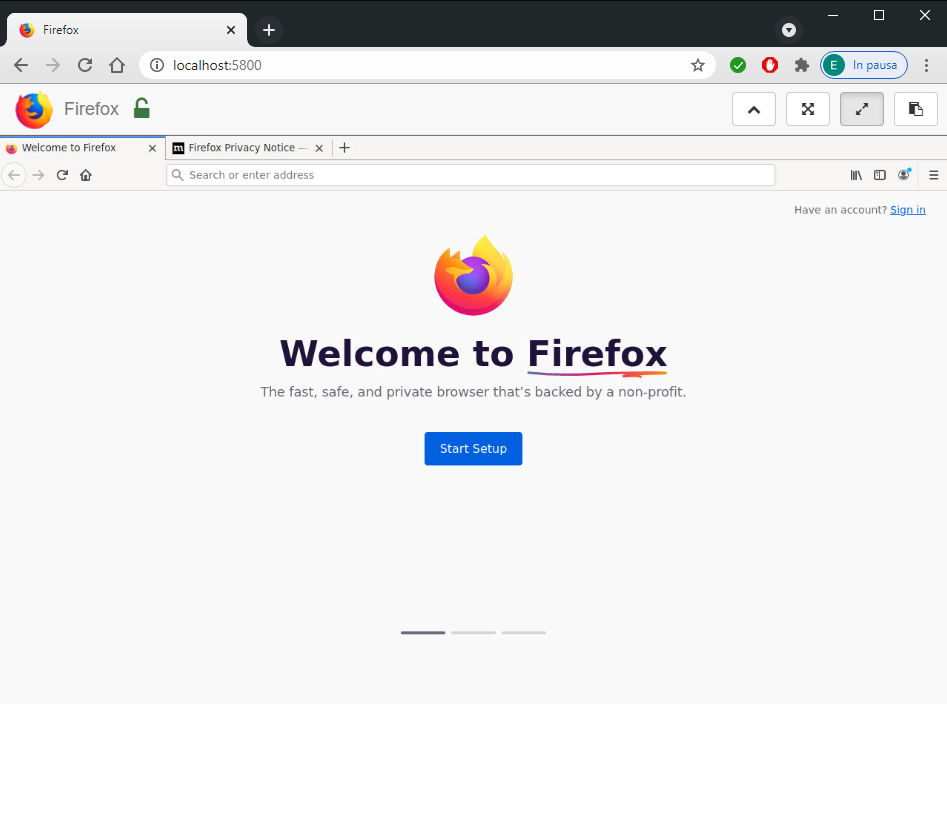 Firefox
localhost:5800
E In pausa
Firefox
Welcome to Firefox
m Firefox Privacy Notice —
Search or enter address
Have an account? Sign in
Welcome to Firefox
The fast, safe, and private browser that’s backed by a non-profit.
Start Setup